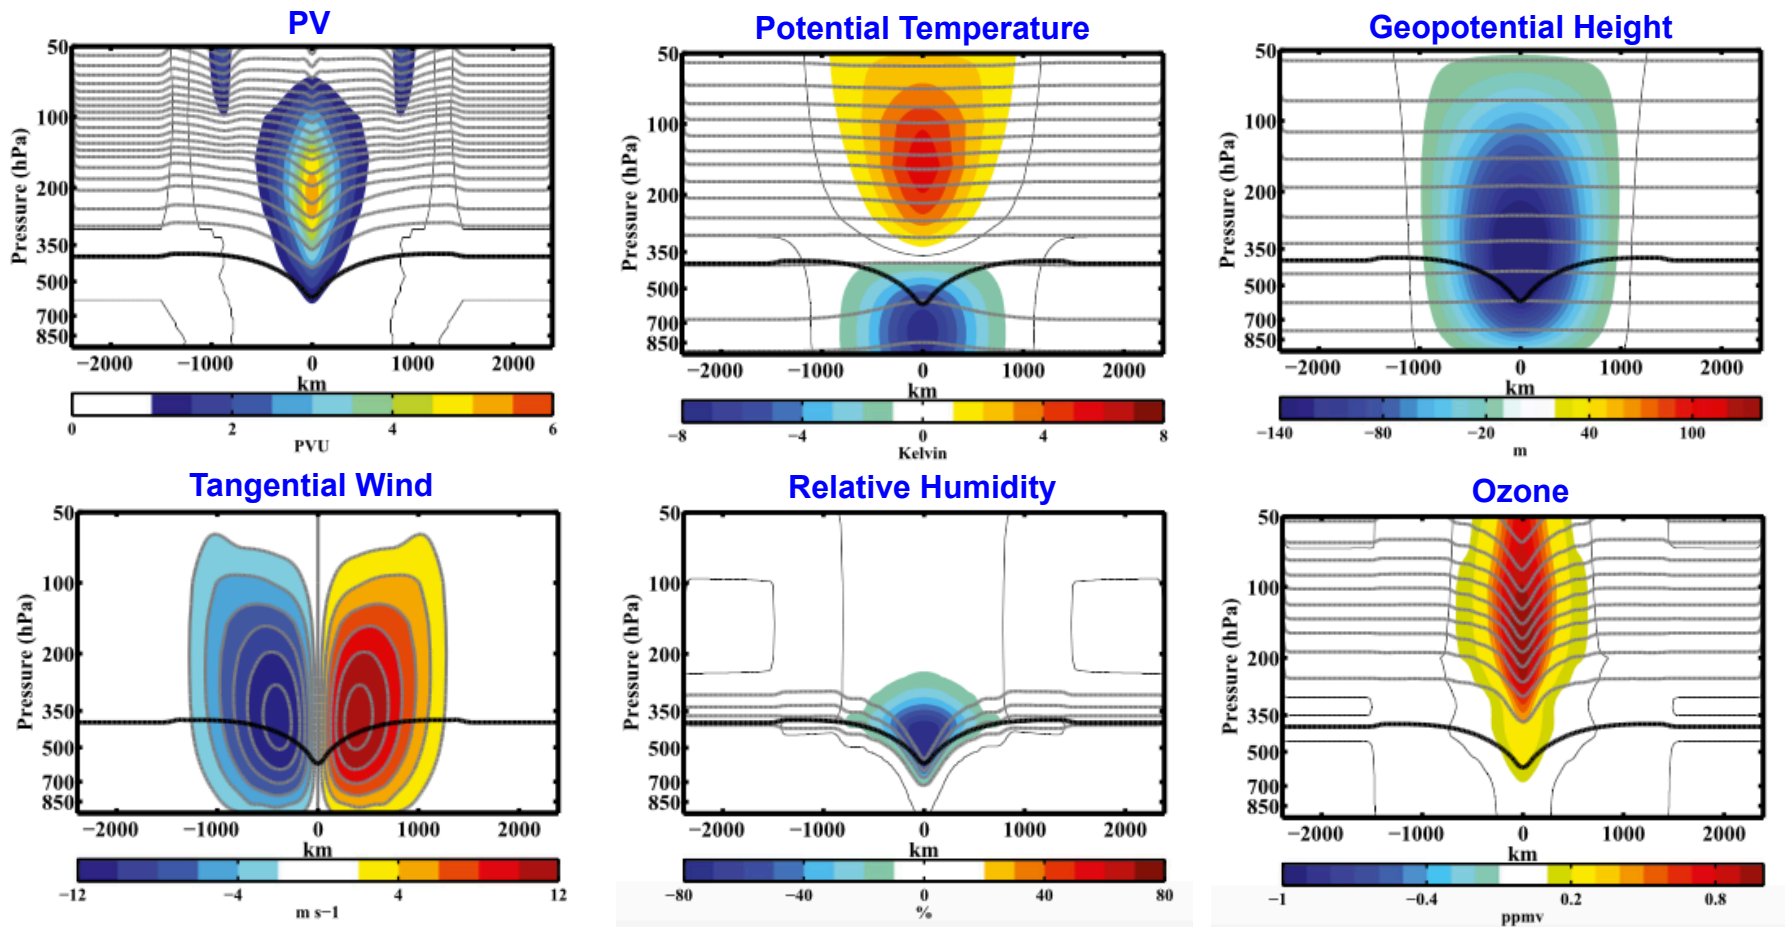 PV
50
100
200
350
500
700
850
Pressure (hPa)
−2000 −1000 0 1000 2000
km
0 2 4 6
PVU
Potential Temperature
50
100
200
350
500
700
850
Pressure (hPa)
−2000 −1000 0 1000 2000
km
−8 −4 0 4 8
Kelvin
Geopotential Height
50
100
200
350
500
700
850
Pressure (hPa)
−2000 −1000 0 1000 2000
km
−140 −80 −20 40 100
m
Tangential Wind
50
100
200
350
500
700
850
Pressure (hPa)
−2000 −1000 0 1000 2000
km
−12 −4 4 12
m s−1
Relative Humidity
50
100
200
350
500
700
850
Pressure (hPa)
−2000 −1000 0 1000 2000
km
−80 −40 0 40 80
%
Ozone
50
100
200
350
500
700
850
Pressure (hPa)
−2000 −1000 0 1000 2000
km
−1 −0.4 0.2 0.8
ppmv